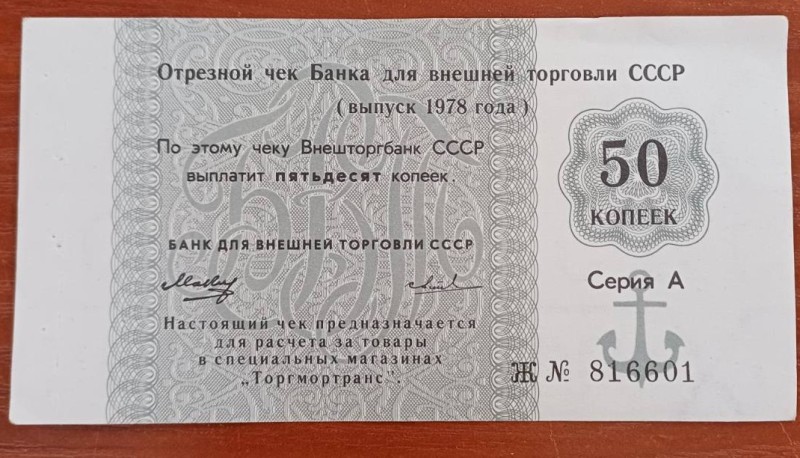 Отрезной чек Банка для внешней торговли СССР
( выпуск 1978 года )
По этому чеку Внешторгбанк СССР
выплатит пятьдесят копеек.
50
КОПЕЕК
БАНК ДЛЯ ВНЕШНЕЙ ТОРГОВЛИ СССР
Серия А
Настоящий чек предназначается
для расчета за товары
в специальных магазинах
„Торгмортранс".
Ж № 816601